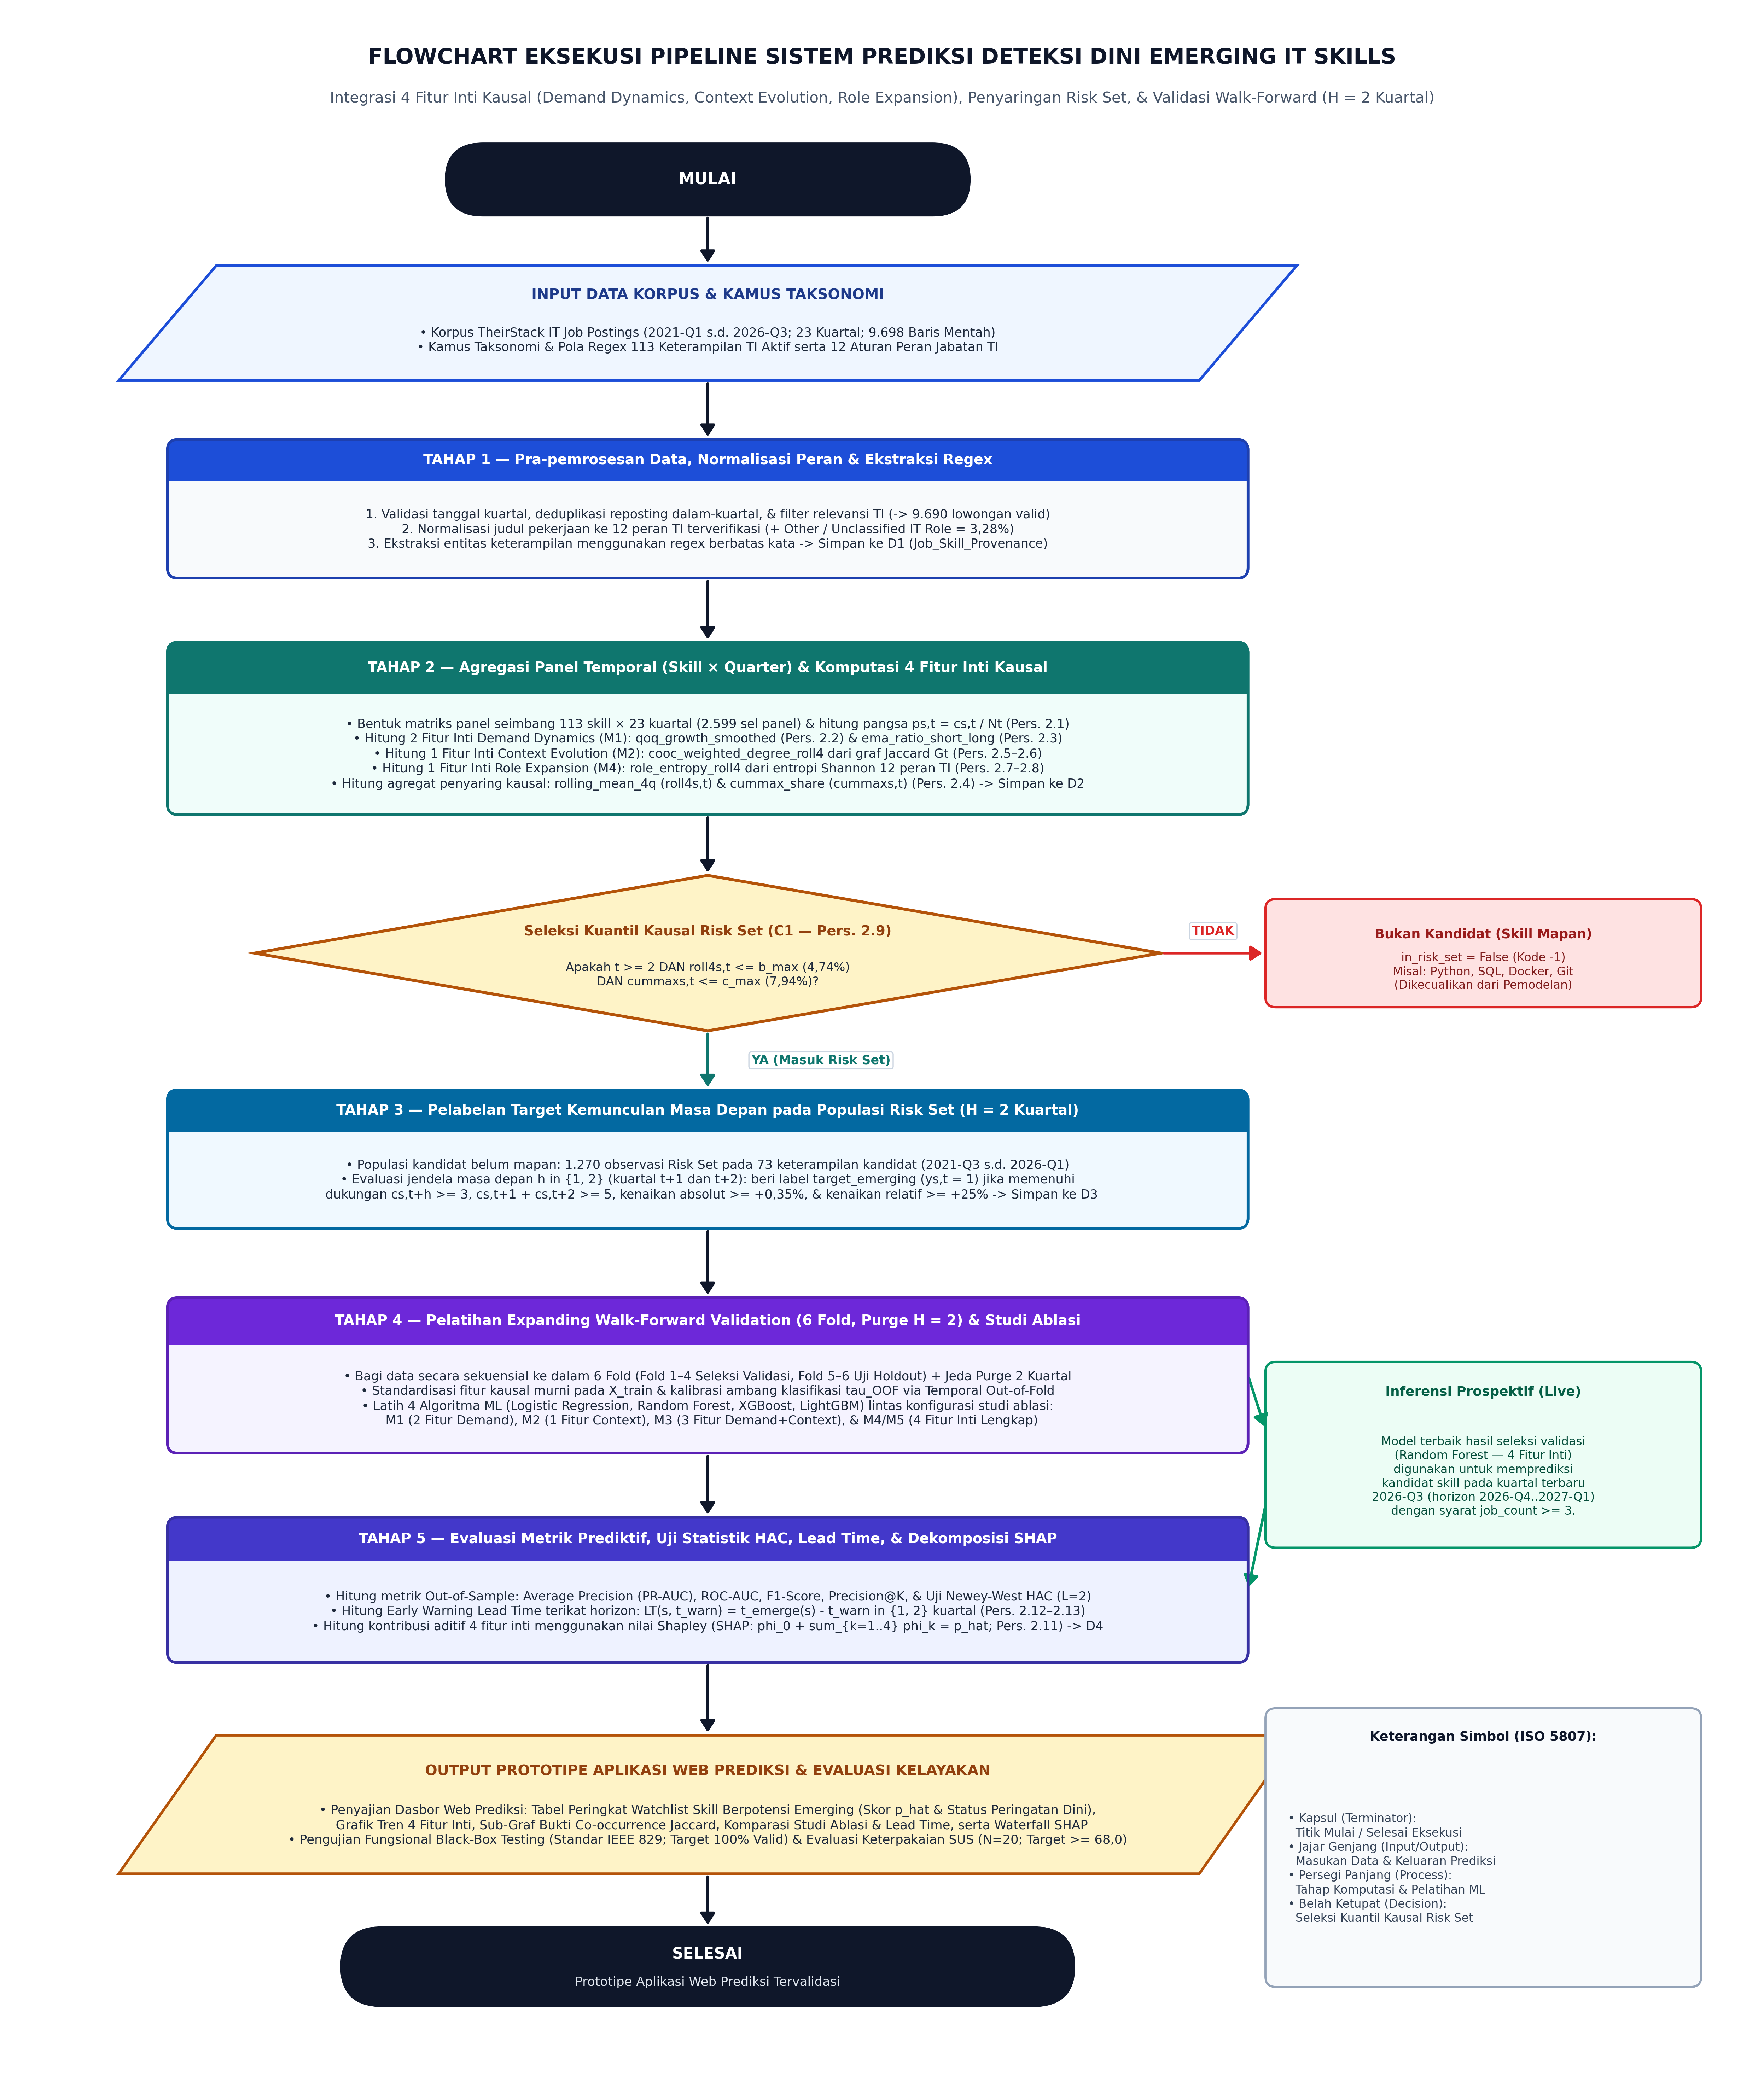 FLOWCHART EKSEKUSI PIPELINE SISTEM PREDIKSI DETEKSI DINI EMERGING IT SKILLS
Integrasi 4 Fitur Inti Kausal (Demand Dynamics, Context Evolution, Role Expansion), Penyaringan Risk Set, & Validasi Walk-Forward (H = 2 Kuartal)
MULAI
INPUT DATA KORPUS & KAMUS TAKSONOMI
• Korpus TheirStack IT Job Postings (2021-Q1 s.d. 2026-Q3; 23 Kuartal; 9.698 Baris Mentah)
• Kamus Taksonomi & Pola Regex 113 Keterampilan TI Aktif serta 12 Aturan Peran Jabatan TI
TAHAP 1 — Pra-pemrosesan Data, Normalisasi Peran & Ekstraksi Regex
1. Validasi tanggal kuartal, deduplikasi reposting dalam-kuartal, & filter relevansi TI (-> 9.690 lowongan valid)
2. Normalisasi judul pekerjaan ke 12 peran TI terverifikasi (+ Other / Unclassified IT Role = 3,28%)
3. Ekstraksi entitas keterampilan menggunakan regex berbatas kata -> Simpan ke D1 (Job_Skill_Provenance)
TAHAP 2 — Agregasi Panel Temporal (Skill × Quarter) & Komputasi 4 Fitur Inti Kausal
• Bentuk matriks panel seimbang 113 skill × 23 kuartal (2.599 sel panel) & hitung pangsa ps,t = cs,t / Nt (Pers. 2.1)
• Hitung 2 Fitur Inti Demand Dynamics (M1): qoq_growth_smoothed (Pers. 2.2) & ema_ratio_short_long (Pers. 2.3)
• Hitung 1 Fitur Inti Context Evolution (M2): cooc_weighted_degree_roll4 dari graf Jaccard Gt (Pers. 2.5–2.6)
• Hitung 1 Fitur Inti Role Expansion (M4): role_entropy_roll4 dari entropi Shannon 12 peran TI (Pers. 2.7–2.8)
• Hitung agregat penyaring kausal: rolling_mean_4q (roll4s,t) & cummax_share (cummaxs,t) (Pers. 2.4) -> Simpan ke D2
Seleksi Kuantil Kausal Risk Set (C1 — Pers. 2.9)
Apakah t >= 2 DAN roll4s,t <= b_max (4,74%)
DAN cummaxs,t <= c_max (7,94%)?
TIDAK
Bukan Kandidat (Skill Mapan)
in_risk_set = False (Kode -1)
Misal: Python, SQL, Docker, Git
(Dikecualikan dari Pemodelan)
YA (Masuk Risk Set)
TAHAP 3 — Pelabelan Target Kemunculan Masa Depan pada Populasi Risk Set (H = 2 Kuartal)
• Populasi kandidat belum mapan: 1.270 observasi Risk Set pada 73 keterampilan kandidat (2021-Q3 s.d. 2026-Q1)
• Evaluasi jendela masa depan h in {1, 2} (kuartal t+1 dan t+2): beri label target_emerging (ys,t = 1) jika memenuhi
dukungan cs,t+h >= 3, cs,t+1 + cs,t+2 >= 5, kenaikan absolut >= +0,35%, & kenaikan relatif >= +25% -> Simpan ke D3
TAHAP 4 — Pelatihan Expanding Walk-Forward Validation (6 Fold, Purge H = 2) & Studi Ablasi
• Bagi data secara sekuensial ke dalam 6 Fold (Fold 1–4 Seleksi Validasi, Fold 5–6 Uji Holdout) + Jeda Purge 2 Kuartal
• Standardisasi fitur kausal murni pada X_train & kalibrasi ambang klasifikasi tau_OOF via Temporal Out-of-Fold
• Latih 4 Algoritma ML (Logistic Regression, Random Forest, XGBoost, LightGBM) lintas konfigurasi studi ablasi:
M1 (2 Fitur Demand), M2 (1 Fitur Context), M3 (3 Fitur Demand+Context), & M4/M5 (4 Fitur Inti Lengkap)
Inferensi Prospektif (Live)
Model terbaik hasil seleksi validasi
(Random Forest — 4 Fitur Inti)
digunakan untuk memprediksi
kandidat skill pada kuartal terbaru
2026-Q3 (horizon 2026-Q4..2027-Q1)
dengan syarat job_count >= 3.
TAHAP 5 — Evaluasi Metrik Prediktif, Uji Statistik HAC, Lead Time, & Dekomposisi SHAP
• Hitung metrik Out-of-Sample: Average Precision (PR-AUC), ROC-AUC, F1-Score, Precision@K, & Uji Newey-West HAC (L=2)
• Hitung Early Warning Lead Time terikat horizon: LT(s, t_warn) = t_emerge(s) - t_warn in {1, 2} kuartal (Pers. 2.12–2.13)
• Hitung kontribusi aditif 4 fitur inti menggunakan nilai Shapley (SHAP: phi_0 + sum_{k=1..4} phi_k = p_hat; Pers. 2.11) -> D4
OUTPUT PROTOTIPE APLIKASI WEB PREDIKSI & EVALUASI KELAYAKAN
• Penyajian Dasbor Web Prediksi: Tabel Peringkat Watchlist Skill Berpotensi Emerging (Skor p_hat & Status Peringatan Dini),
Grafik Tren 4 Fitur Inti, Sub-Graf Bukti Co-occurrence Jaccard, Komparasi Studi Ablasi & Lead Time, serta Waterfall SHAP
• Pengujian Fungsional Black-Box Testing (Standar IEEE 829; Target 100% Valid) & Evaluasi Keterpakaian SUS (N=20; Target >= 68,0)
Keterangan Simbol (ISO 5807):
• Kapsul (Terminator):
Titik Mulai / Selesai Eksekusi
• Jajar Genjang (Input/Output):
Masukan Data & Keluaran Prediksi
• Persegi Panjang (Process):
Tahap Komputasi & Pelatihan ML
• Belah Ketupat (Decision):
Seleksi Kuantil Kausal Risk Set
SELESAI
Prototipe Aplikasi Web Prediksi Tervalidasi